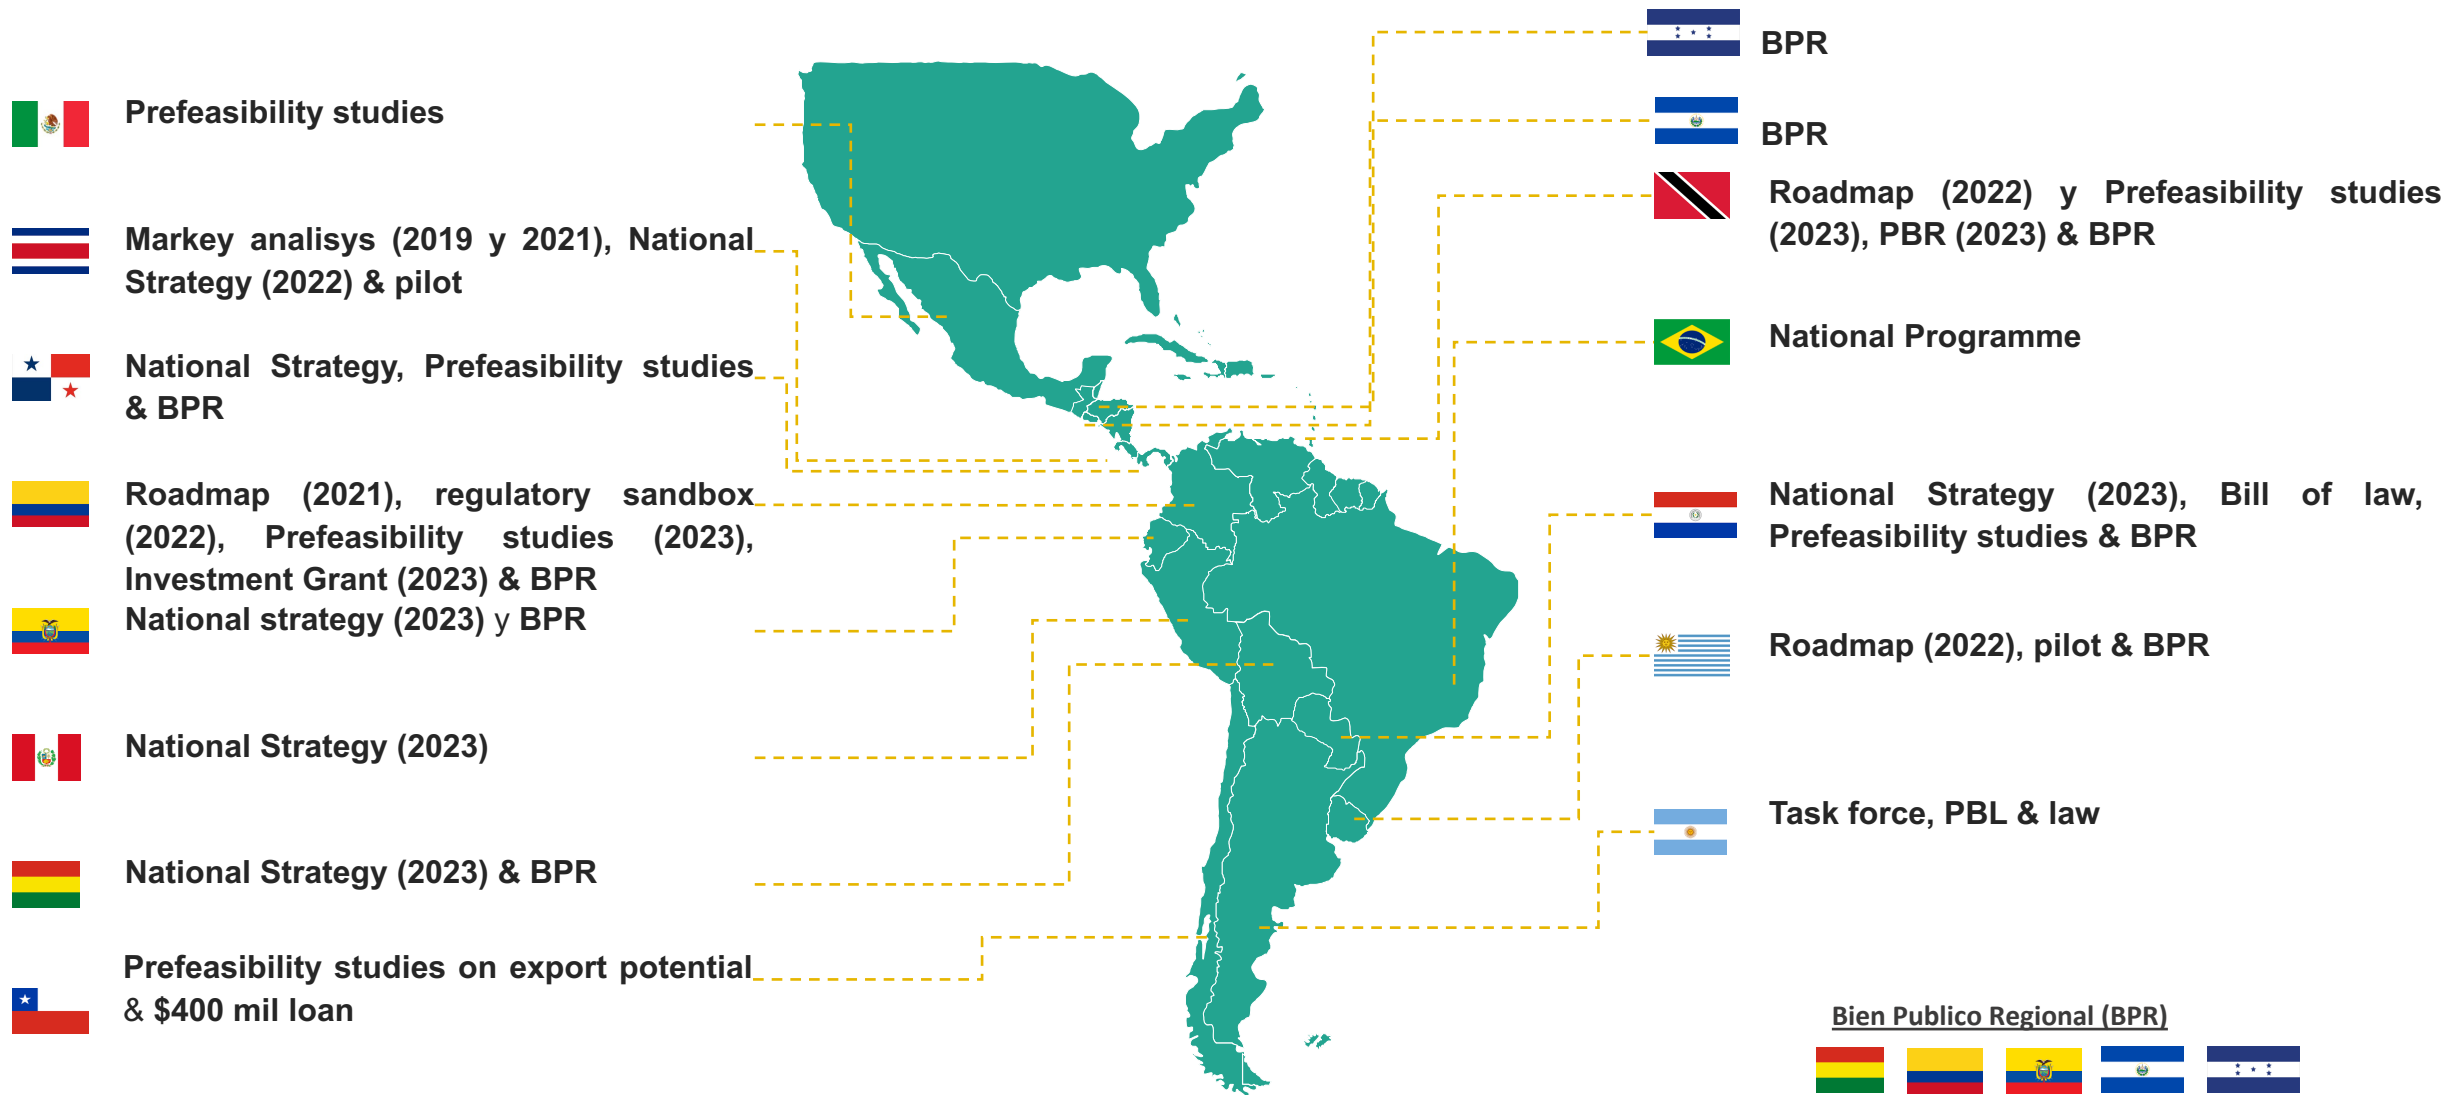 Prefeasibility studies
Markey analisys (2019 y 2021), National
Strategy (2022) & pilot
National Strategy, Prefeasibility studies
& BPR
Roadmap (2021), regulatory sandbox
(2022), Prefeasibility studies (2023),
Investment Grant (2023) & BPR
National strategy (2023) y BPR
National Strategy (2023)
National Strategy (2023) & BPR
Prefeasibility studies on export potential
& $400 mil loan
BPR
BPR
Roadmap (2022) y Prefeasibility studies
(2023), PBR (2023) & BPR
National Programme
National Strategy (2023), Bill of law,
Prefeasibility studies & BPR
Roadmap (2022), pilot & BPR
Task force, PBL & law
Bien Publico Regional (BPR)